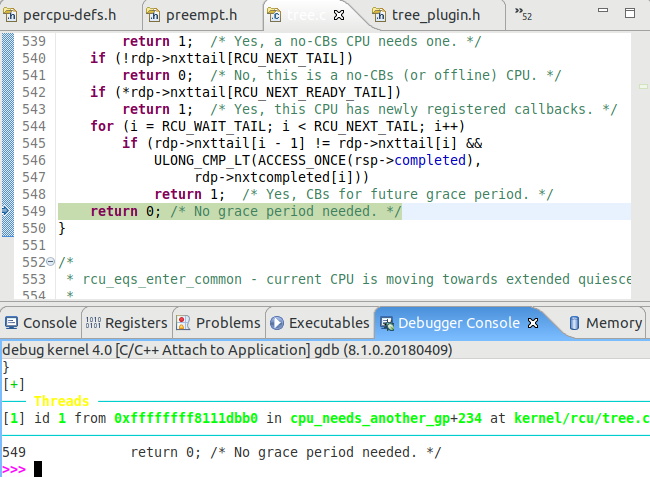 percpu-defs.h preempt.h tree.c tree_plugin.h »52
539 return 1; /* Yes, a no-CBs CPU needs one. */
540 if (!rdp->nxttail[RCU_NEXT_TAIL])
541 return 0; /* No, this is a no-CBs (or offline) CPU. */
542 if (*rdp->nxttail[RCU_NEXT_READY_TAIL])
543 return 1; /* Yes, this CPU has newly registered callbacks. */
544 for (i = RCU_WAIT_TAIL; i < RCU_NEXT_TAIL; i++)
545 if (rdp->nxttail[i - 1] != rdp->nxttail[i] &&
546 ULONG_CMP_LT(ACCESS_ONCE(rsp->completed),
547 rdp->nxtcompleted[i]))
548 return 1; /* Yes, CBs for future grace period. */
549 return 0; /* No grace period needed. */
550 }
551
552 /*
553 * rcu_eqs_enter_common - current CPU is moving towards extended quiesce
554 *
Console Registers Problems Executables Debugger Console Memory
debug kernel 4.0 [C/C++ Attach to Application] gdb (8.1.0.20180409)
}
[+]
Threads
[1] id 1 from 0xffffffff8111dbb0 in cpu_needs_another_gp+234 at kernel/rcu/tree.c
549 return 0; /* No grace period needed. */
>>>